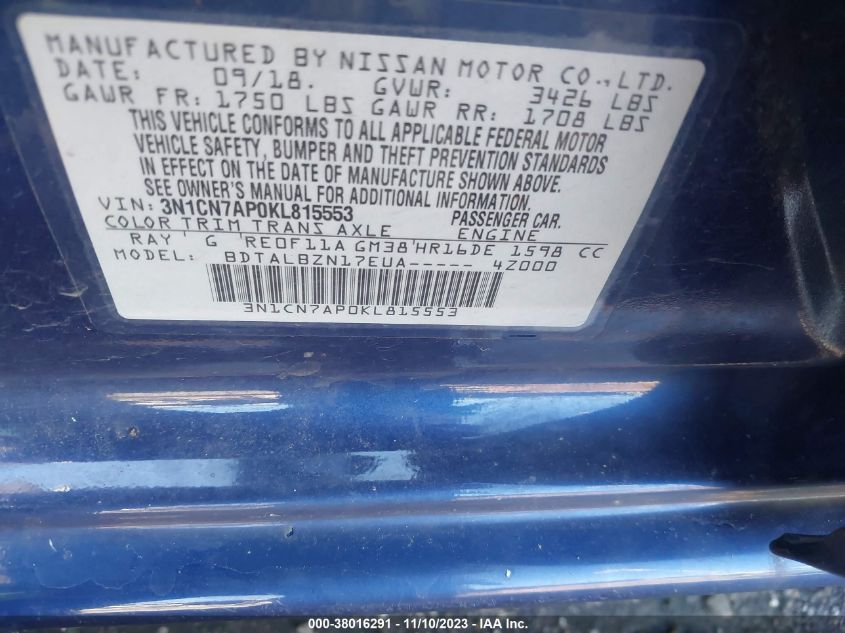 MANUFACTURED BY NISSAN MOTOR CO., LTD.
DATE: 09/18. GVWR: 3426 LBS
GAWR FR: 1750 LBS GAWR RR: 1708 LBS
THIS VEHICLE CONFORMS TO ALL APPLICABLE FEDERAL MOTOR
VEHICLE SAFETY, BUMPER AND THEFT PREVENTION STANDARDS
IN EFFECT ON THE DATE OF MANUFACTURE SHOWN ABOVE.
SEE OWNER'S MANUAL FOR ADDITIONAL INFORMATION.
VIN: 3N1CN7AP0KL815553 PASSENGER CAR.
COLOR TRIM TRANS AXLE ENGINE
RAY ' G 'RE0F11A GM38'HR16DE 1598 CC
MODEL: BDTALBZN17EUA----- 4Z000
3N1CN7AP0KL815553
000-38016291 - 11/10/2023 - IAA Inc.